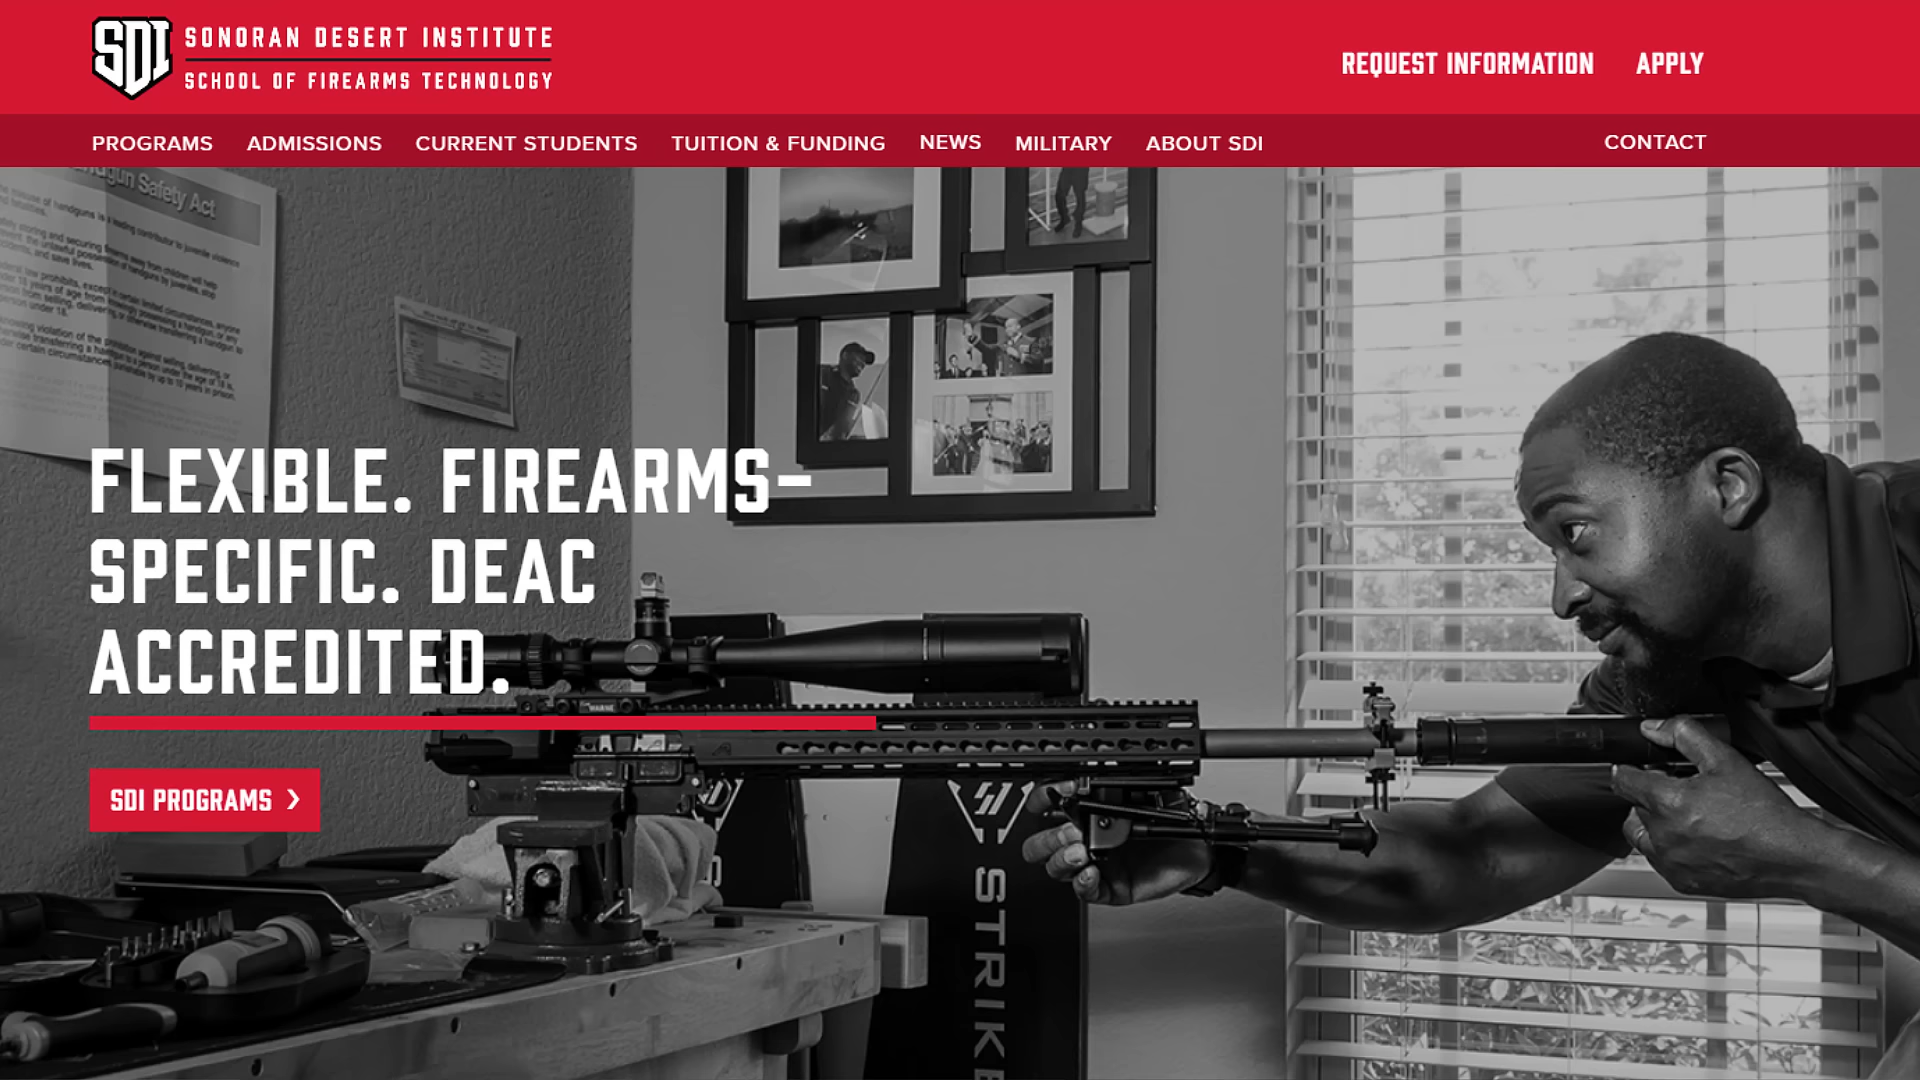 SDI
SONORAN DESERT INSTITUTE
SCHOOL OF FIREARMS TECHNOLOGY
REQUEST INFORMATION
APPLY
PROGRAMS
ADMISSIONS
CURRENT STUDENTS
TUITION & FUNDING
NEWS
MILITARY
ABOUT SDI
CONTACT
Safety Act
FLEXIBLE. FIREARMS-
SPECIFIC. DEAC
ACCREDITED.
SDI PROGRAMS
STRIKE